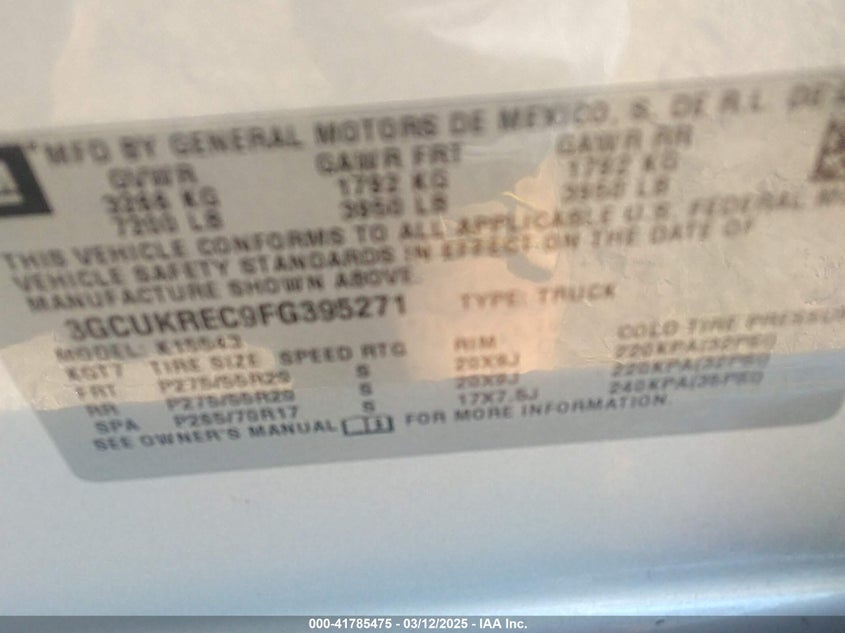 MFD BY GENERAL MOTORS DE MEXICO, S. DE R.L. DE
GVWR GAWR FRT GAWR RR
3266 KG 1792 KG 1792 KG
7200 LB 3950 LB 3950 LB
THIS VEHICLE CONFORMS TO ALL APPLICABLE U.S. FEDERAL
VEHICLE SAFETY STANDARDS IN EFFECT ON THE DATE OF
MANUFACTURE SHOWN ABOVE.
3GCUKREC9FG395271 TYPE: TRUCK
MODEL: K15543
KGT7 TIRE SIZE SPEED RTG RIM COLD TIRE PRESSURE
FRT P275/55R20 S 20X9J 220KPA(32PSI)
RR P275/55R20 S 20X9J 220KPA(32PSI)
SPA P265/70R17 S 17X7.5J 240KPA(35PSI)
SEE OWNER'S MANUAL FOR MORE INFORMATION.
000-41785475 — 03/12/2025 - IAA Inc.